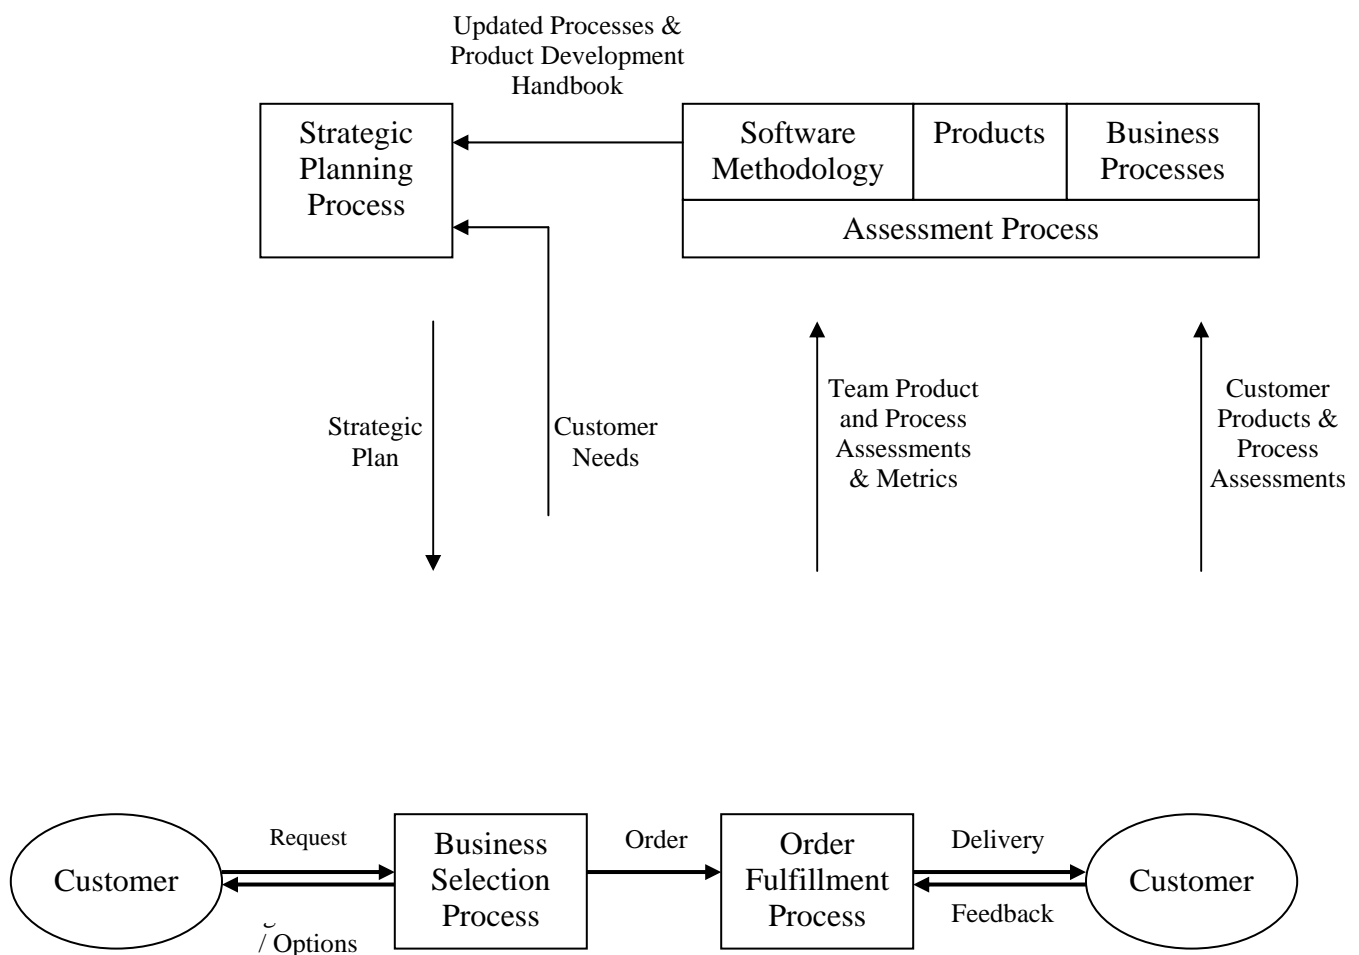 Updated Processes &
Product Development
Handbook
Strategic
Planning
Process
Software
Methodology
Products
Business
Processes
Assessment Process
Strategic
Plan
Customer
Needs
Team Product
and Process
Assessments
& Metrics
Customer
Products &
Process
Assessments
Customer
Request
/ Options
Business
Selection
Process
Order
Order
Fulfillment
Process
Delivery
Feedback
Customer